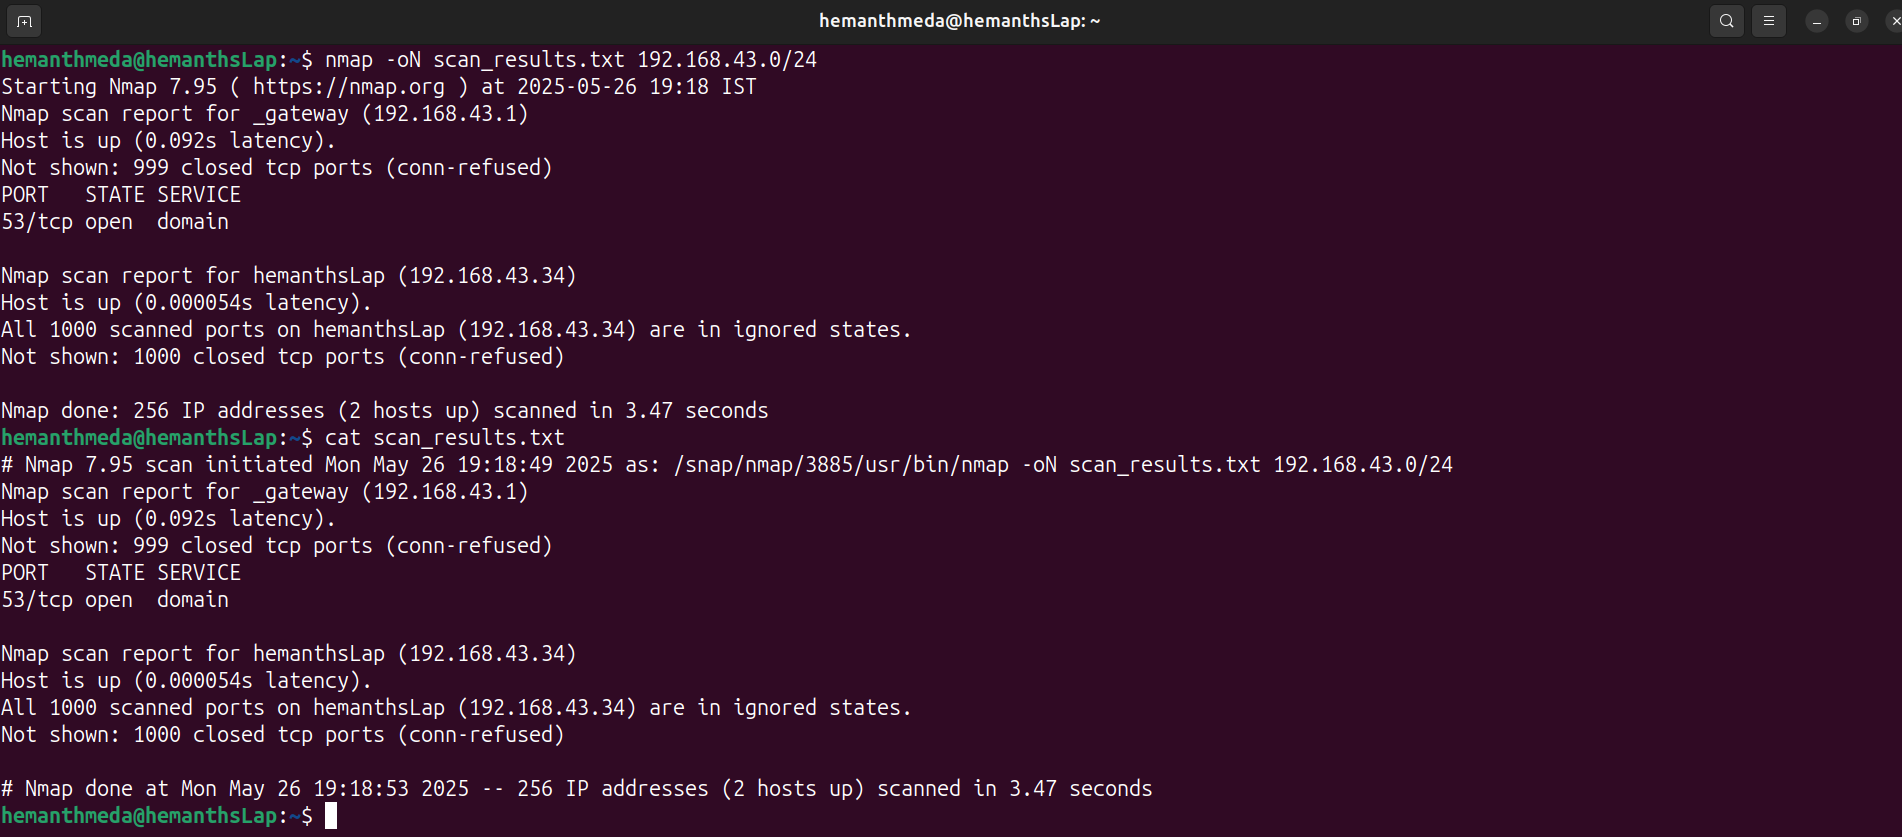 hemanthmeda@hemanthsLap: ~
hemanthmeda@hemanthsLap:~$ nmap -oN scan_results.txt 192.168.43.0/24
Starting Nmap 7.95 ( https://nmap.org ) at 2025-05-26 19:18 IST
Nmap scan report for _gateway (192.168.43.1)
Host is up (0.092s latency).
Not shown: 999 closed tcp ports (conn-refused)
PORT   STATE SERVICE
53/tcp open  domain

Nmap scan report for hemanthsLap (192.168.43.34)
Host is up (0.000054s latency).
All 1000 scanned ports on hemanthsLap (192.168.43.34) are in ignored states.
Not shown: 1000 closed tcp ports (conn-refused)

Nmap done: 256 IP addresses (2 hosts up) scanned in 3.47 seconds
hemanthmeda@hemanthsLap:~$ cat scan_results.txt
# Nmap 7.95 scan initiated Mon May 26 19:18:49 2025 as: /snap/nmap/3885/usr/bin/nmap -oN scan_results.txt 192.168.43.0/24
Nmap scan report for _gateway (192.168.43.1)
Host is up (0.092s latency).
Not shown: 999 closed tcp ports (conn-refused)
PORT   STATE SERVICE
53/tcp open  domain

Nmap scan report for hemanthsLap (192.168.43.34)
Host is up (0.000054s latency).
All 1000 scanned ports on hemanthsLap (192.168.43.34) are in ignored states.
Not shown: 1000 closed tcp ports (conn-refused)

# Nmap done at Mon May 26 19:18:53 2025 -- 256 IP addresses (2 hosts up) scanned in 3.47 seconds
hemanthmeda@hemanthsLap:~$